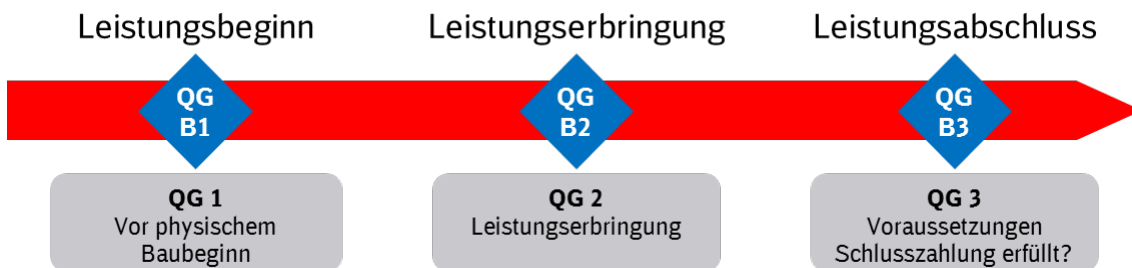 Leistungsbeginn
Leistungserbringung
Leistungsabschluss
QG
B1
QG
B2
QG
B3
QG 1
Vor physischem
Baubeginn
QG 2
Leistungserbringung
QG 3
Voraussetzungen
Schlusszahlung erfüllt?